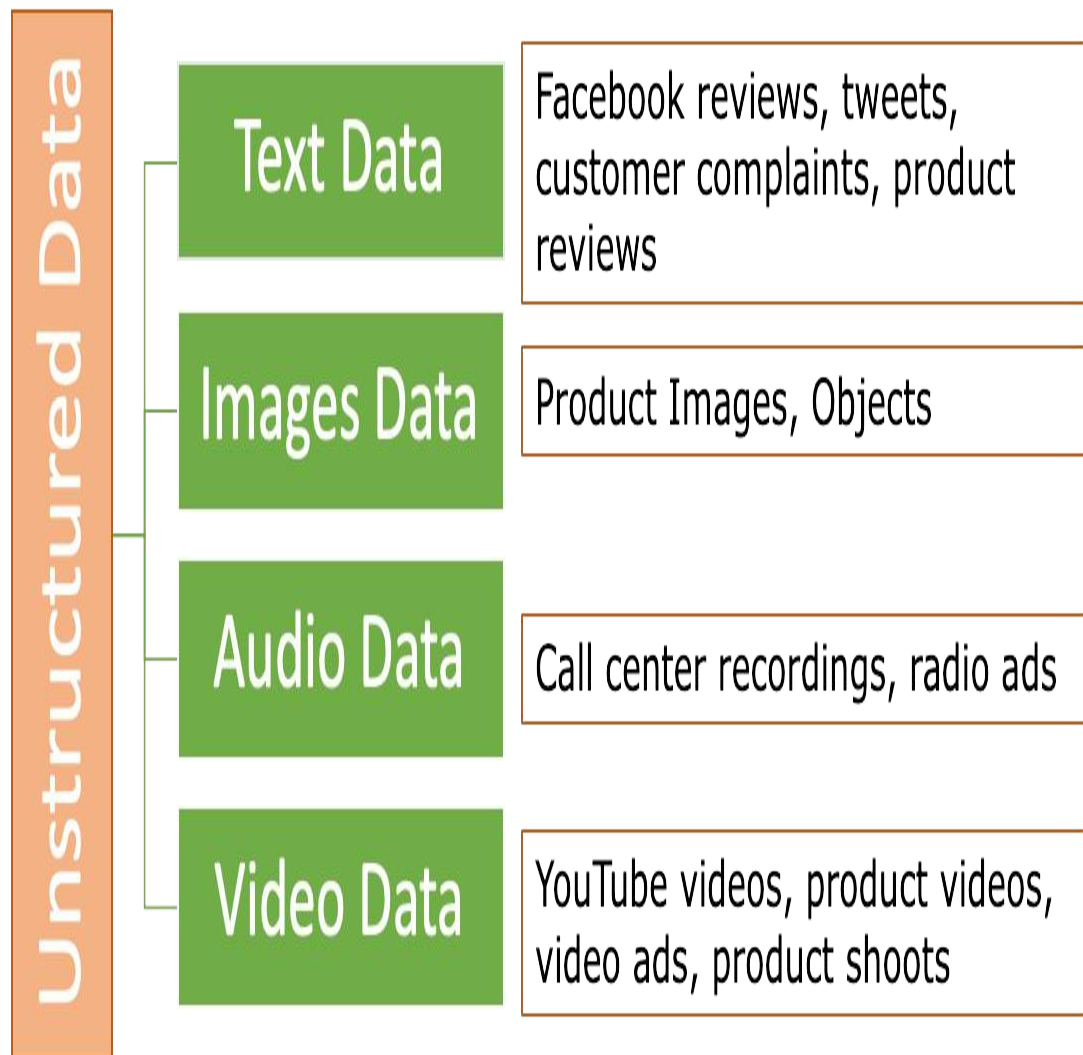 Unstructured Data
Text Data
Facebook reviews, tweets,
customer complaints, product
reviews
Images Data
Product Images, Objects
Audio Data
Call center recordings, radio ads
Video Data
YouTube videos, product videos,
video ads, product shoots